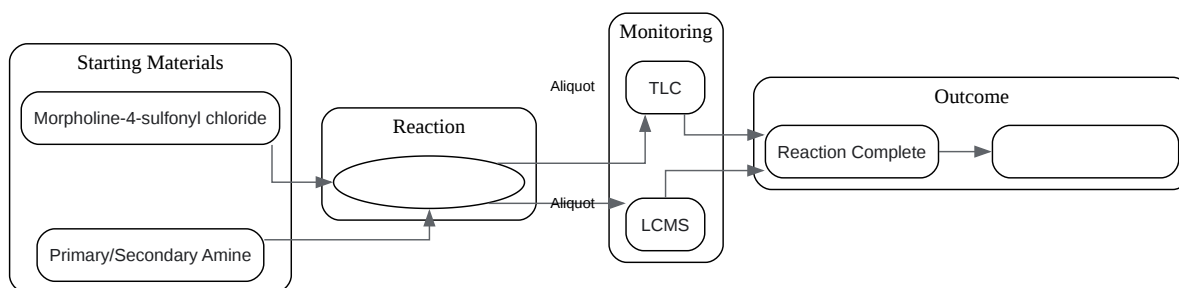 Starting Materials
Morpholine-4-sulfonyl chloride
Primary/Secondary Amine
Reaction
Aliquot
Aliquot
Monitoring
TLC
LCMS
Outcome
Reaction Complete